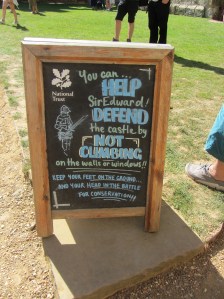 National
Trust
You can...
HELP
Sir Edward!
DEFEND
the castle by
NOT
CLIMBING
on the walls or windows!!
KEEP YOUR FEET ON THE GROUND...
...AND YOUR HEAD IN THE BATTLE
FOR CONSERVATION!!